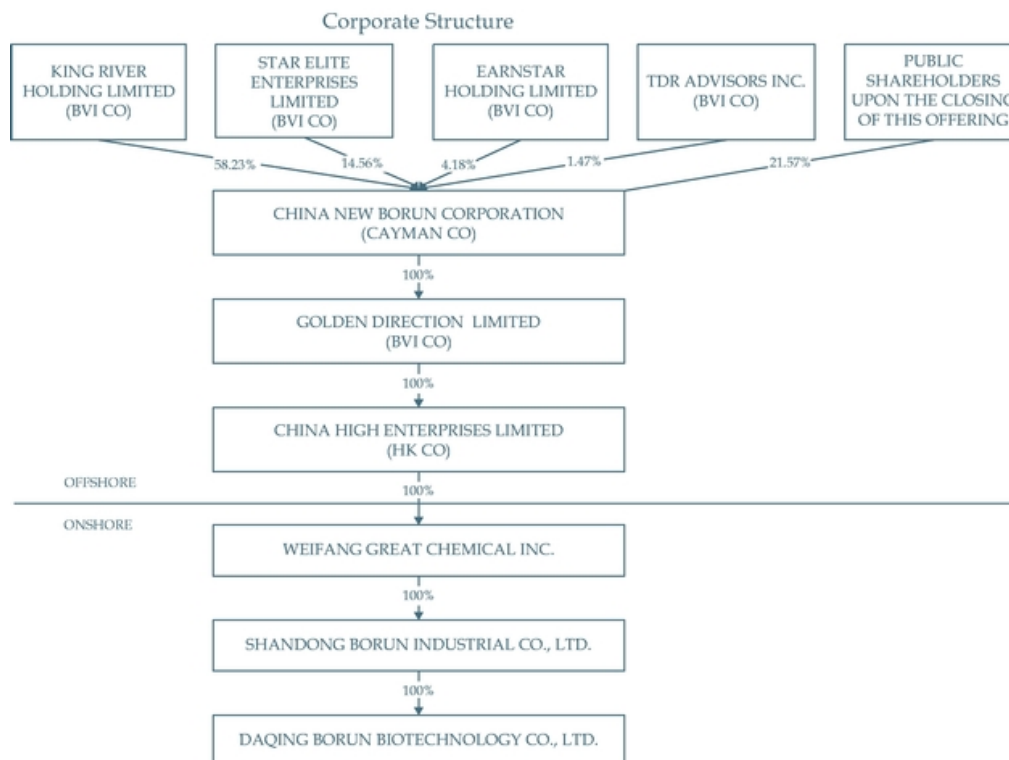 Corporate Structure
KING RIVER
HOLDING LIMITED
(BVI CO)
STAR ELITE
ENTERPRISES
LIMITED
(BVI CO)
EARNSTAR
HOLDING LIMITED
(BVI CO)
TDR ADVISORS INC.
(BVI CO)
PUBLIC
SHAREHOLDERS
UPON THE CLOSING
OF THIS OFFERING
58.23%
14.56%
4.18%
1.47%
21.57%
CHINA NEW BORUN CORPORATION
(CAYMAN CO)
100%
GOLDEN DIRECTION LIMITED
(BVI CO)
100%
CHINA HIGH ENTERPRISES LIMITED
(HK CO)
OFFSHORE
100%
ONSHORE
WEIFANG GREAT CHEMICAL INC.
100%
SHANDONG BORUN INDUSTRIAL CO., LTD.
100%
DAQING BORUN BIOTECHNOLOGY CO., LTD.